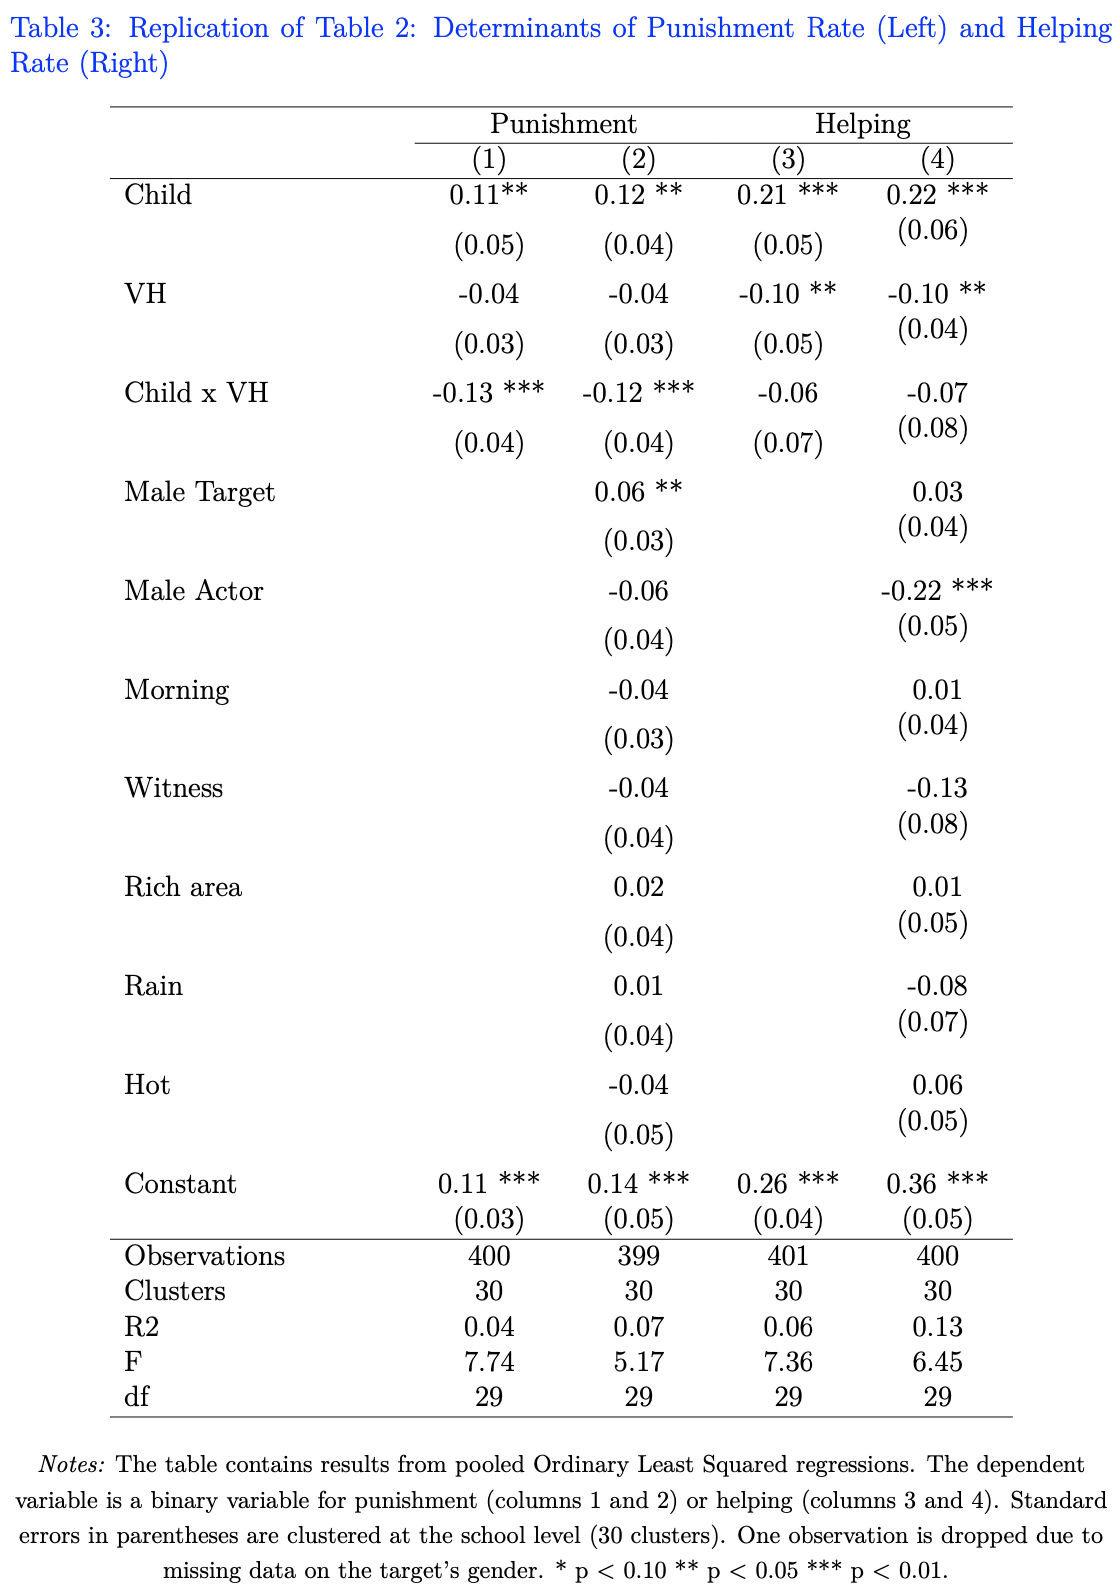 Table 3: Replication of Table 2: Determinants of Punishment Rate (Left) and Helping
Rate (Right)
Punishment Helping
(1) (2) (3) (4)
Child 0.11** 0.12 ** 0.21 *** 0.22 ***
(0.05) (0.04) (0.05) (0.06)
VH -0.04 -0.04 -0.10 ** -0.10 **
(0.03) (0.03) (0.05) (0.04)
Child x VH -0.13 *** -0.12 *** -0.06 -0.07
(0.04) (0.04) (0.07) (0.08)
Male Target 0.06 ** 0.03
(0.03) (0.04)
Male Actor -0.06 -0.22 ***
(0.04) (0.05)
Morning -0.04 0.01
(0.03) (0.04)
Witness -0.04 -0.13
(0.04) (0.08)
Rich area 0.02 0.01
(0.04) (0.05)
Rain 0.01 -0.08
(0.04) (0.07)
Hot -0.04 0.06
(0.05) (0.05)
Constant 0.11 *** 0.14 *** 0.26 *** 0.36 ***
(0.03) (0.05) (0.04) (0.05)
Observations 400 399 401 400
Clusters 30 30 30 30
R2 0.04 0.07 0.06 0.13
F 7.74 5.17 7.36 6.45
df 29 29 29 29
Notes: The table contains results from pooled Ordinary Least Squared regressions. The dependent
variable is a binary variable for punishment (columns 1 and 2) or helping (columns 3 and 4). Standard
errors in parentheses are clustered at the school level (30 clusters). One observation is dropped due to
missing data on the target's gender. * p < 0.10 ** p < 0.05 *** p < 0.01.